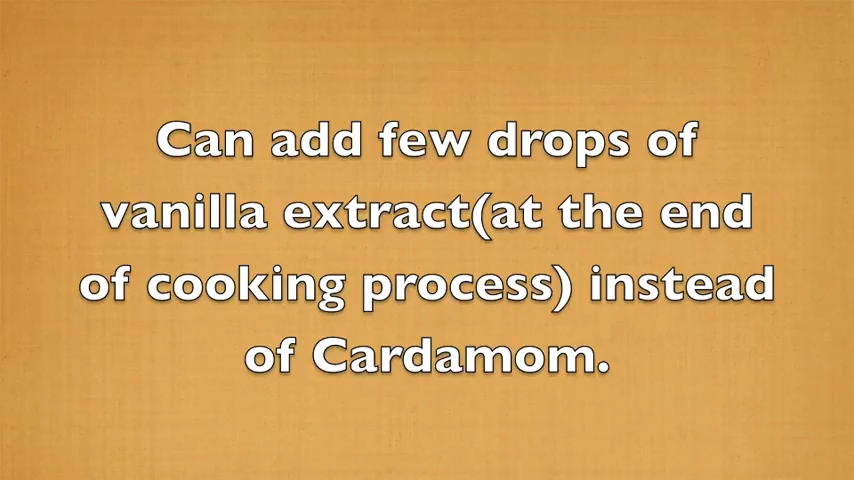 Can add few drops of
vanilla extract(at the end
of cooking process) instead
of Cardamom.